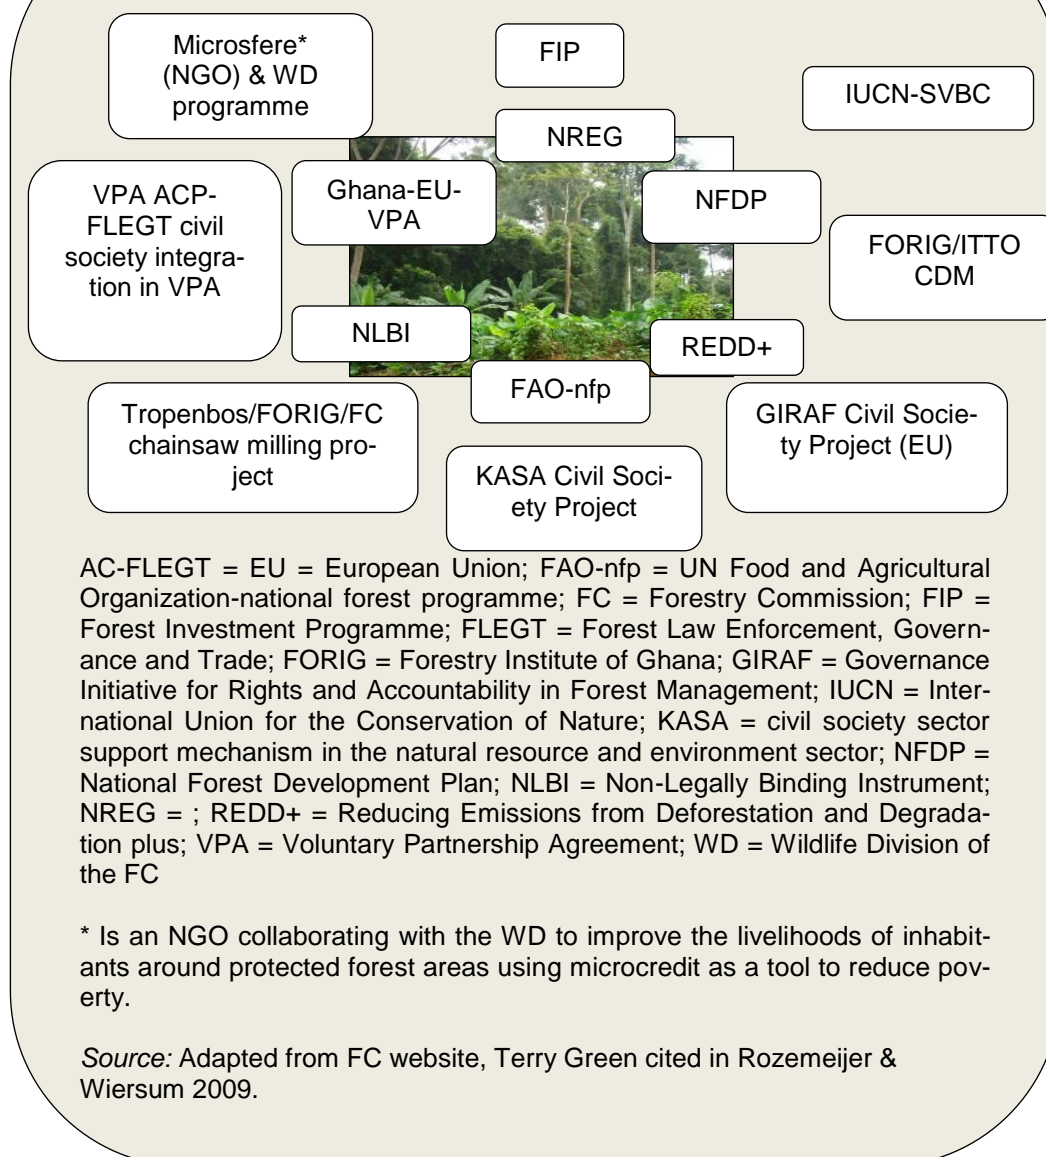 Microsfere*
(NGO) & WD
programme
FIP
IUCN-SVBC
NREG
VPA ACP-
FLEGT civil
society integra-
tion in VPA
Ghana-EU-
VPA
NFDP
FORIG/ITTO
CDM
NLBI
REDD+
FAO-nfp
Tropenbos/FORIG/FC
chainsaw milling pro-
ject
KASA Civil Soci-
ety Project
GIRAF Civil Socie-
ty Project (EU)
AC-FLEGT = EU = European Union; FAO-nfp = UN Food and Agricultural
Organization-national forest programme; FC = Forestry Commission; FIP =
Forest Investment Programme; FLEGT = Forest Law Enforcement, Govern-
ance and Trade; FORIG = Forestry Institute of Ghana; GIRAF = Governance
Initiative for Rights and Accountability in Forest Management; IUCN = Inter-
national Union for the Conservation of Nature; KASA = civil society sector
support mechanism in the natural resource and environment sector; NFDP =
National Forest Development Plan; NLBI = Non-Legally Binding Instrument;
NREG = ; REDD+ = Reducing Emissions from Deforestation and Degrada-
tion plus; VPA = Voluntary Partnership Agreement; WD = Wildlife Division of
the FC
* Is an NGO collaborating with the WD to improve the livelihoods of inhabit-
ants around protected forest areas using microcredit as a tool to reduce pov-
erty.
Source: Adapted from FC website, Terry Green cited in Rozemeijer &
Wiersum 2009.